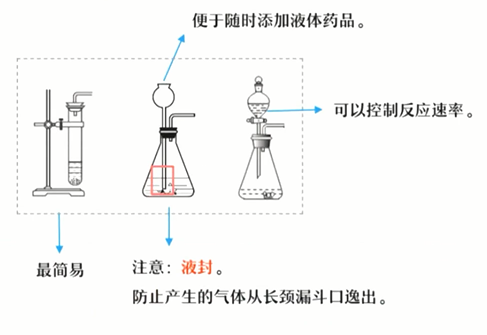 便于随时添加液体药品。
可以控制反应速率。
最简易
注意：液封。
防止产生的气体从长颈漏斗口逸出。